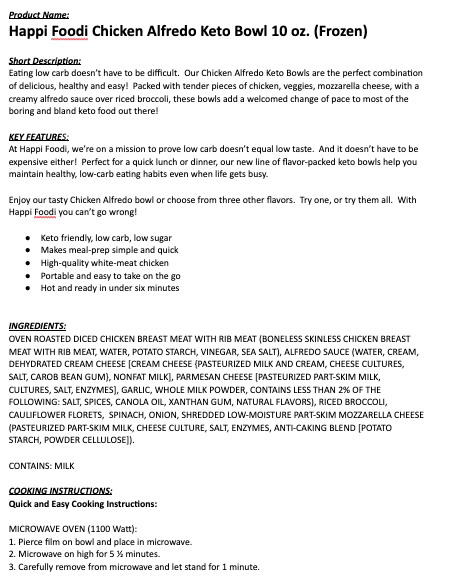 Product Name:
Happi Foodi Chicken Alfredo Keto Bowl 10 oz. (Frozen)
Short Description:
Eating low carb doesn't have to be difficult.  Our Chicken Alfredo Keto Bowls are the perfect combination
of delicious, healthy and easy!  Packed with tender pieces of chicken, veggies, mozzarella cheese, with a
creamy alfredo sauce over riced broccoli, these bowls add a welcomed change of pace to most of the
boring and bland keto food out there!
KEY FEATURES:
At Happi Foodi, we're on a mission to prove low carb doesn't equal low taste.  And it doesn't have to be
expensive either!  Perfect for a quick lunch or dinner, our new line of flavor-packed keto bowls help you
maintain healthy, low-carb eating habits even when life gets busy.
Enjoy our tasty Chicken Alfredo bowl or choose from three other flavors.  Try one, or try them all.  With
Happi Foodi you can't go wrong!
● Keto friendly, low carb, low sugar
● Makes meal-prep simple and quick
● High-quality white-meat chicken
● Portable and easy to take on the go
● Hot and ready in under six minutes
INGREDIENTS:
OVEN ROASTED DICED CHICKEN BREAST MEAT WITH RIB MEAT (BONELESS SKINLESS CHICKEN BREAST
MEAT WITH RIB MEAT, WATER, POTATO STARCH, VINEGAR, SEA SALT), ALFREDO SAUCE (WATER, CREAM,
DEHYDRATED CREAM CHEESE [CREAM CHEESE (PASTEURIZED MILK AND CREAM, CHEESE CULTURES,
SALT, CAROB BEAN GUM), NONFAT MILK], PARMESAN CHEESE [PASTEURIZED PART-SKIM MILK,
CULTURES, SALT, ENZYMES], GARLIC, WHOLE MILK POWDER, CONTAINS LESS THAN 2% OF THE
FOLLOWING: SALT, SPICES, CANOLA OIL, XANTHAN GUM, NATURAL FLAVORS), RICED BROCCOLI,
CAULIFLOWER FLORETS,  SPINACH, ONION, SHREDDED LOW-MOISTURE PART-SKIM MOZZARELLA CHEESE
(PASTEURIZED PART-SKIM MILK, CHEESE CULTURE, SALT, ENZYMES, ANTI-CAKING BLEND [POTATO
STARCH, POWDER CELLULOSE]).
CONTAINS: MILK
COOKING INSTRUCTIONS:
Quick and Easy Cooking Instructions:
MICROWAVE OVEN (1100 Watt):
1. Pierce film on bowl and place in microwave.
2. Microwave on high for 5 ½ minutes.
3. Carefully remove from microwave and let stand for 1 minute.